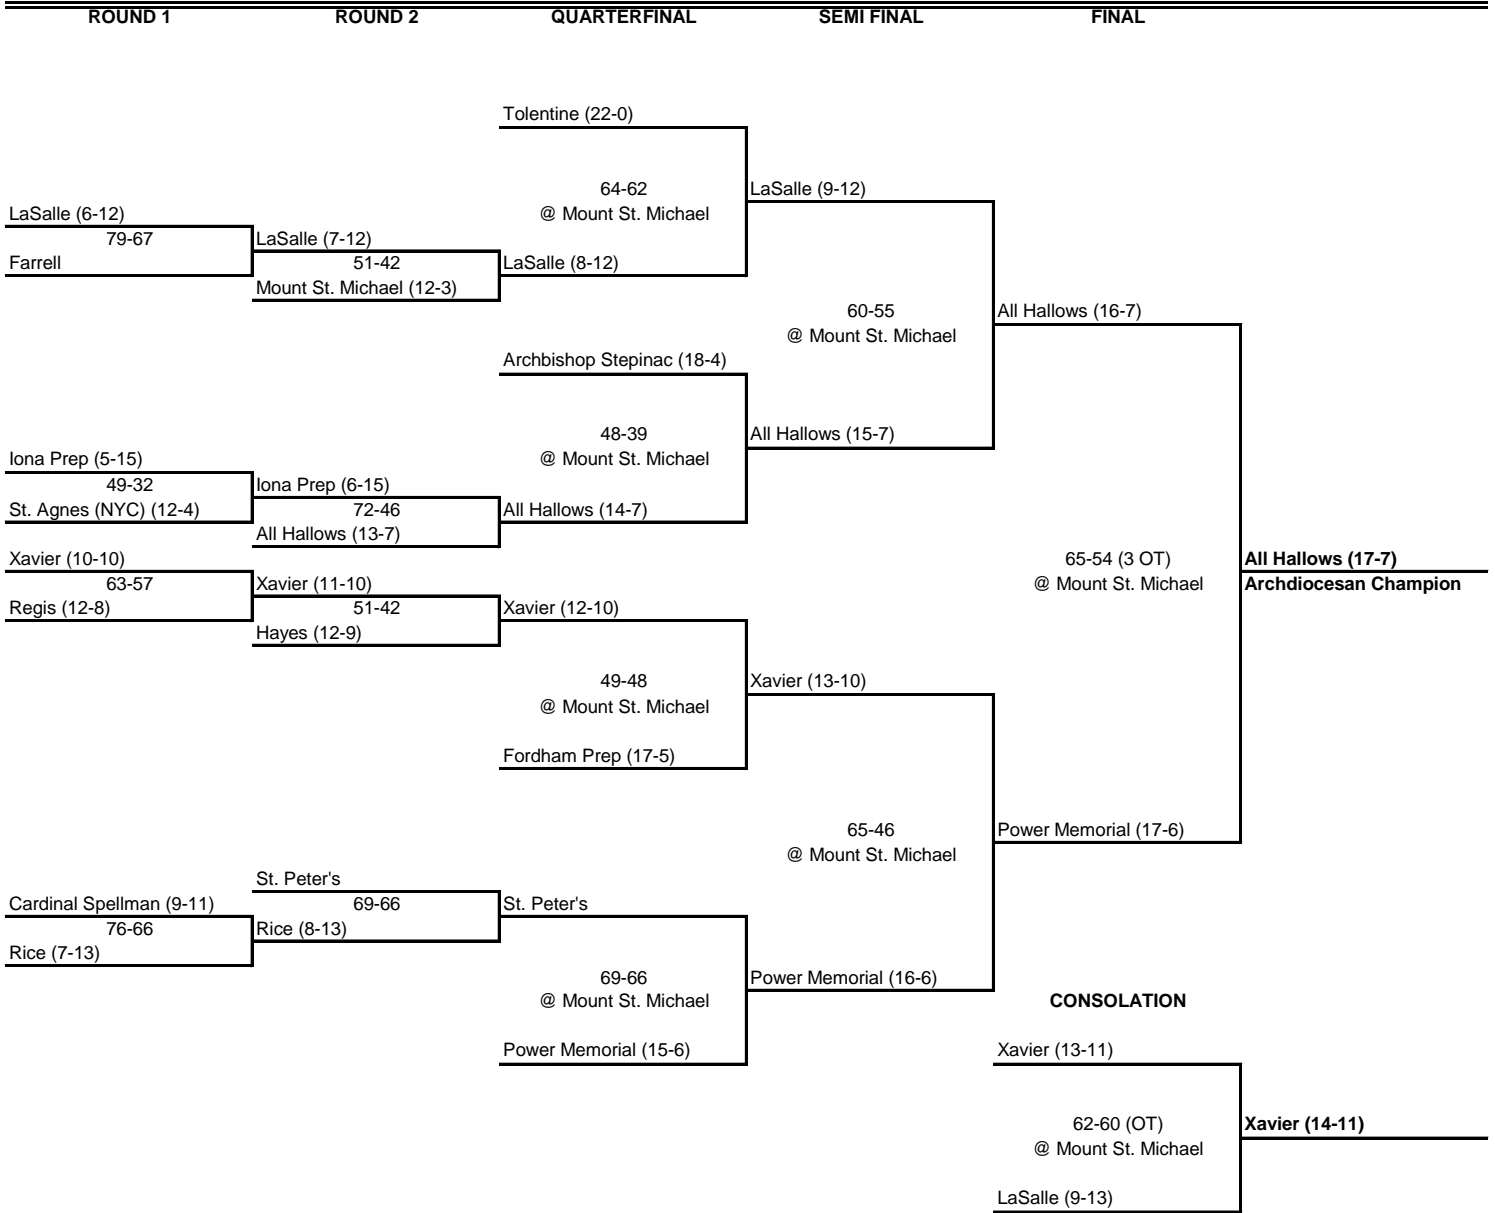 ROUND 1 ROUND 2 QUARTERFINAL SEMI FINAL FINAL
Tolentine (22-0)
64-62 LaSalle (9-12)
LaSalle (6-12) @ Mount St. Michael
79-67 LaSalle (7-12)
Farrell 51-42 LaSalle (8-12)
Mount St. Michael (12-3)
60-55 All Hallows (16-7)
@ Mount St. Michael
Archbishop Stepinac (18-4)
48-39 All Hallows (15-7)
Iona Prep (5-15) @ Mount St. Michael
49-32 Iona Prep (6-15)
St. Agnes (NYC) (12-4) 72-46 All Hallows (14-7)
All Hallows (13-7)
Xavier (10-10) 65-54 (3 OT) All Hallows (17-7)
63-57 Xavier (11-10) @ Mount St. Michael Archdiocesan Champion
Regis (12-8) 51-42 Xavier (12-10)
Hayes (12-9)
49-48 Xavier (13-10)
@ Mount St. Michael
Fordham Prep (17-5)
65-46 Power Memorial (17-6)
@ Mount St. Michael
St. Peter's
Cardinal Spellman (9-11) 69-66 St. Peter's
76-66 Rice (8-13)
Rice (7-13)
69-66 Power Memorial (16-6)
@ Mount St. Michael CONSOLATION
Power Memorial (15-6) Xavier (13-11)
62-60 (OT) Xavier (14-11)
@ Mount St. Michael
LaSalle (9-13)